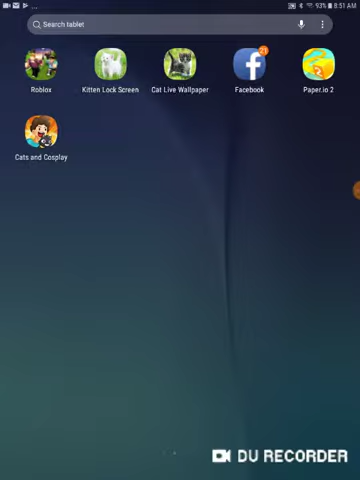 93% 8:51 AM
Search tablet
21
Roblox
Kitten Lock Screen
Cat Live Wallpaper
Facebook
Paper.io 2
Cats and Cosplay
DU RECORDER